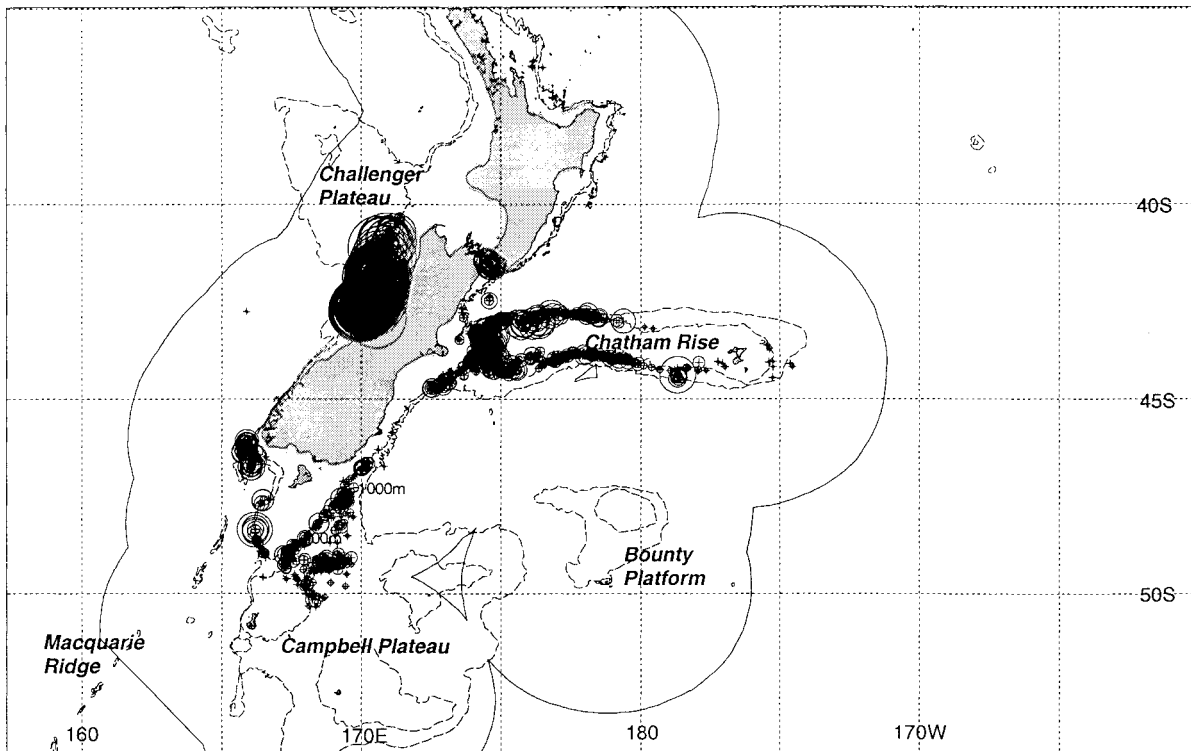 Challenger
Plateau
40S
Chatham Rise
45S
1000m
Bounty
Platform
50S
Macquarie
Ridge
Campbell Plateau
160
170E
180
170W